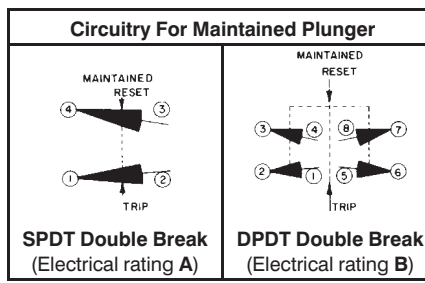 Circuitry For Maintained Plunger
MAINTAINED
RESET
4 3
1 2
TRIP
SPDT Double Break
(Electrical rating A)
MAINTAINED
RESET
3 4 8 7
2 1 5 6
TRIP
DPDT Double Break
(Electrical rating B)